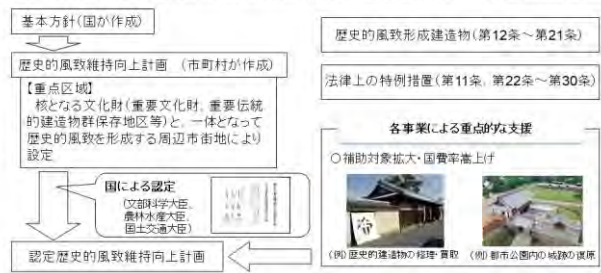 基本方針(国が作成)
歴史的風致維持向上計画 (市町村が作成)
【重点区域】
核となる文化財(重要文化財、重要伝統
的建造物群保存地区等)と、一体となって
歴史的風致を形成する周辺市街地により
設定
国による認定
(文部科学大臣、
農林水産大臣、
国土交通大臣)
認定歴史的風致維持向上計画
歴史的風致形成建造物(第12条~第21条)
法律上の特例措置(第11条、第22条~第30条)
各事業による重点的な支援
○補助対象拡大・国費率嵩上げ
(例)歴史的建造物の修理・買取
(例)都市公園内の城跡の復原